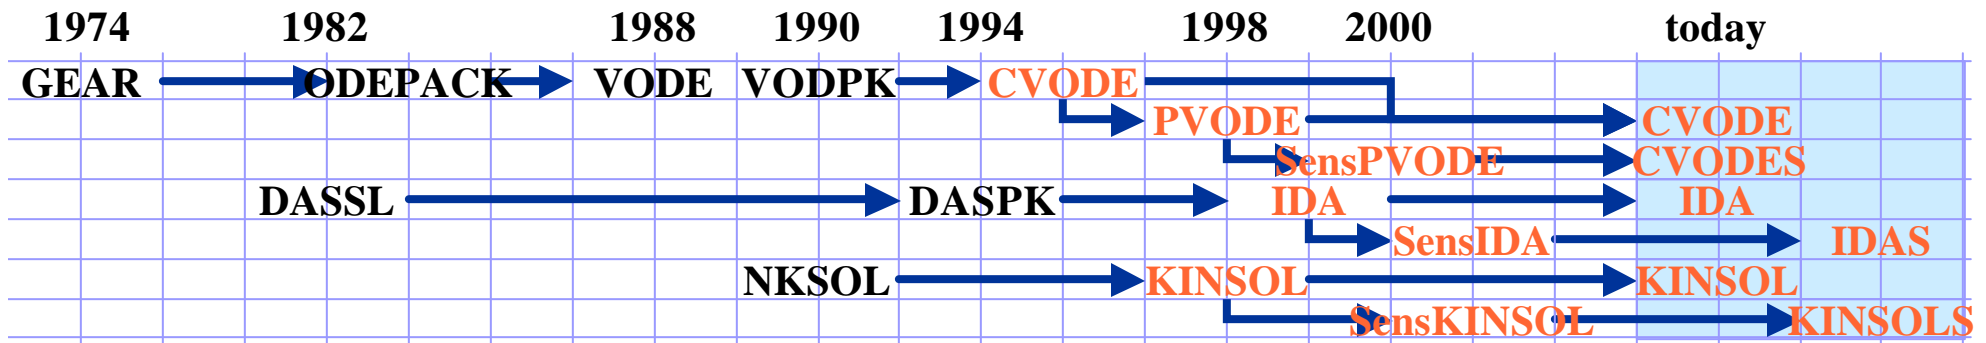 1974 1982 1988 1990 1994 1998 2000 today
GEAR ODEPACK VODE VODPK CVODE
PVODE CVODE
SensPVODE CVODES
DASSL DASPK IDA IDA
SensIDA IDAS
NKSOL KINSOL KINSOL
SensKINSOL KINSOLS